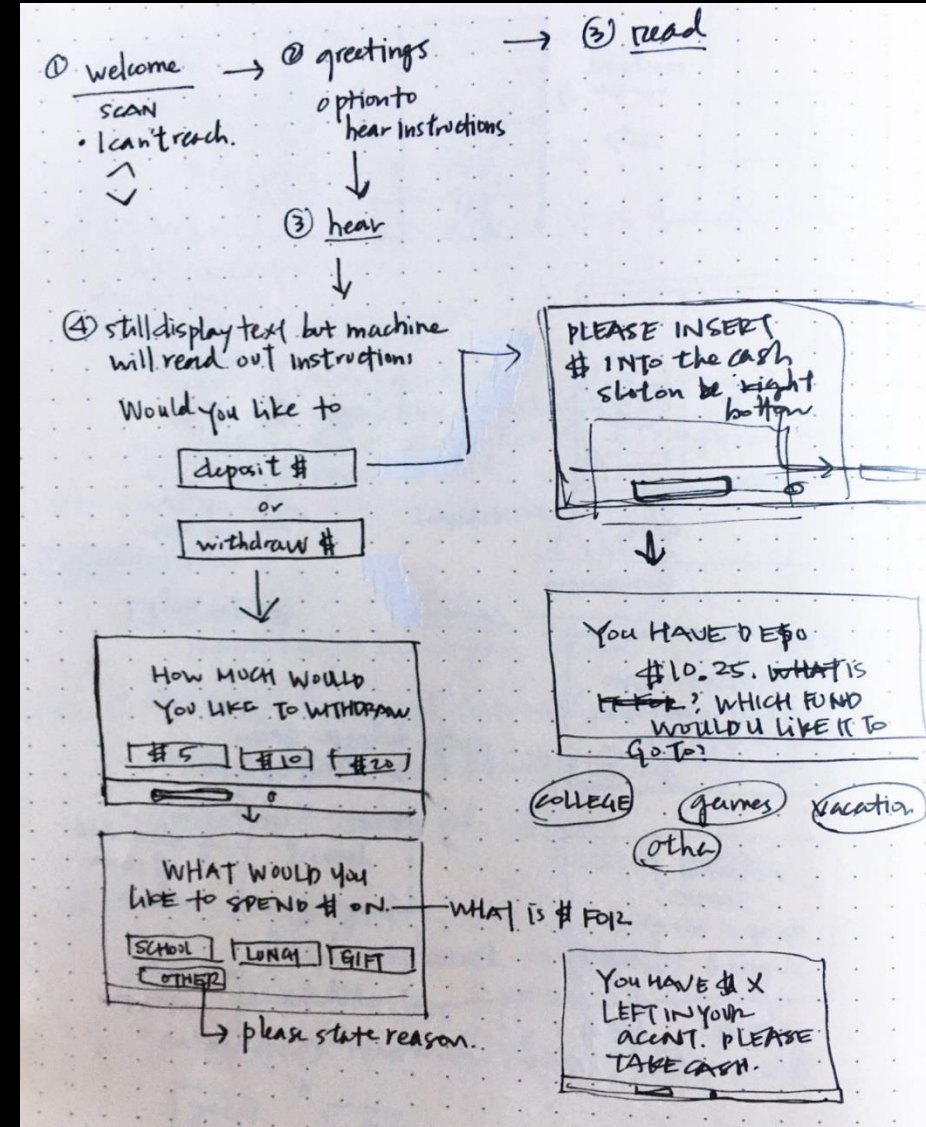 ① welcome → ② greetings → ③ read
SCAN
• I can't reach.
option to
hear instructions
③ hear
④ still display text but machine
will read out instructions
Would you like to
deposit $
or
withdraw $
HOW MUCH WOULD
YOU LIKE TO WITHDRAW
$5 $10 $20
WHAT WOULD YOU
LIKE TO SPEND $ ON. WHAT IS $ FOR
SCHOOL LUNCH GIFT
OTHER
please state reason.
PLEASE INSERT
$ INTO the cash
slot on be right
bottom.
YOU HAVE DEPO
$10.25. WHAT IS
IT FOR? WHICH FUND
WOULD U LIKE IT TO
GO TO?
COLLEGE games vacation
other
YOU HAVE $ X
LEFT IN YOUR
ACCNT. PLEASE
TAKE CASH.